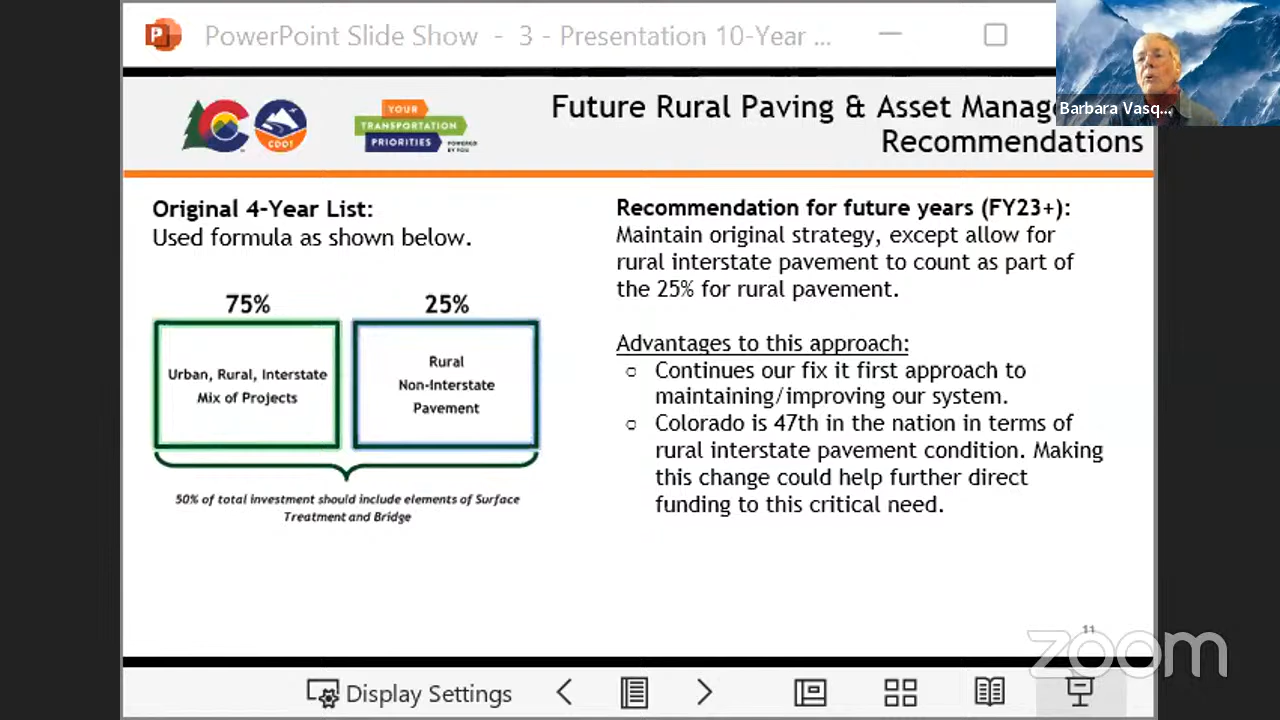 PowerPoint Slide Show - 3 - Presentation 10-Year ...
Barbara Vasq...
CDOT
YOUR
TRANSPORTATION
PRIORITIES
POWERED
BY YOU
Future Rural Paving & Asset Manag
Recommendations
Original 4-Year List:
Used formula as shown below.
75%
25%
Urban, Rural, Interstate
Mix of Projects
Rural
Non-Interstate
Pavement
50% of total investment should include elements of Surface
Treatment and Bridge
Recommendation for future years (FY23+):
Maintain original strategy, except allow for
rural interstate pavement to count as part of
the 25% for rural pavement.
Advantages to this approach:
Continues our fix it first approach to
maintaining/improving our system.
Colorado is 47th in the nation in terms of
rural interstate pavement condition. Making
this change could help further direct
funding to this critical need.
11
zoom
Display Settings